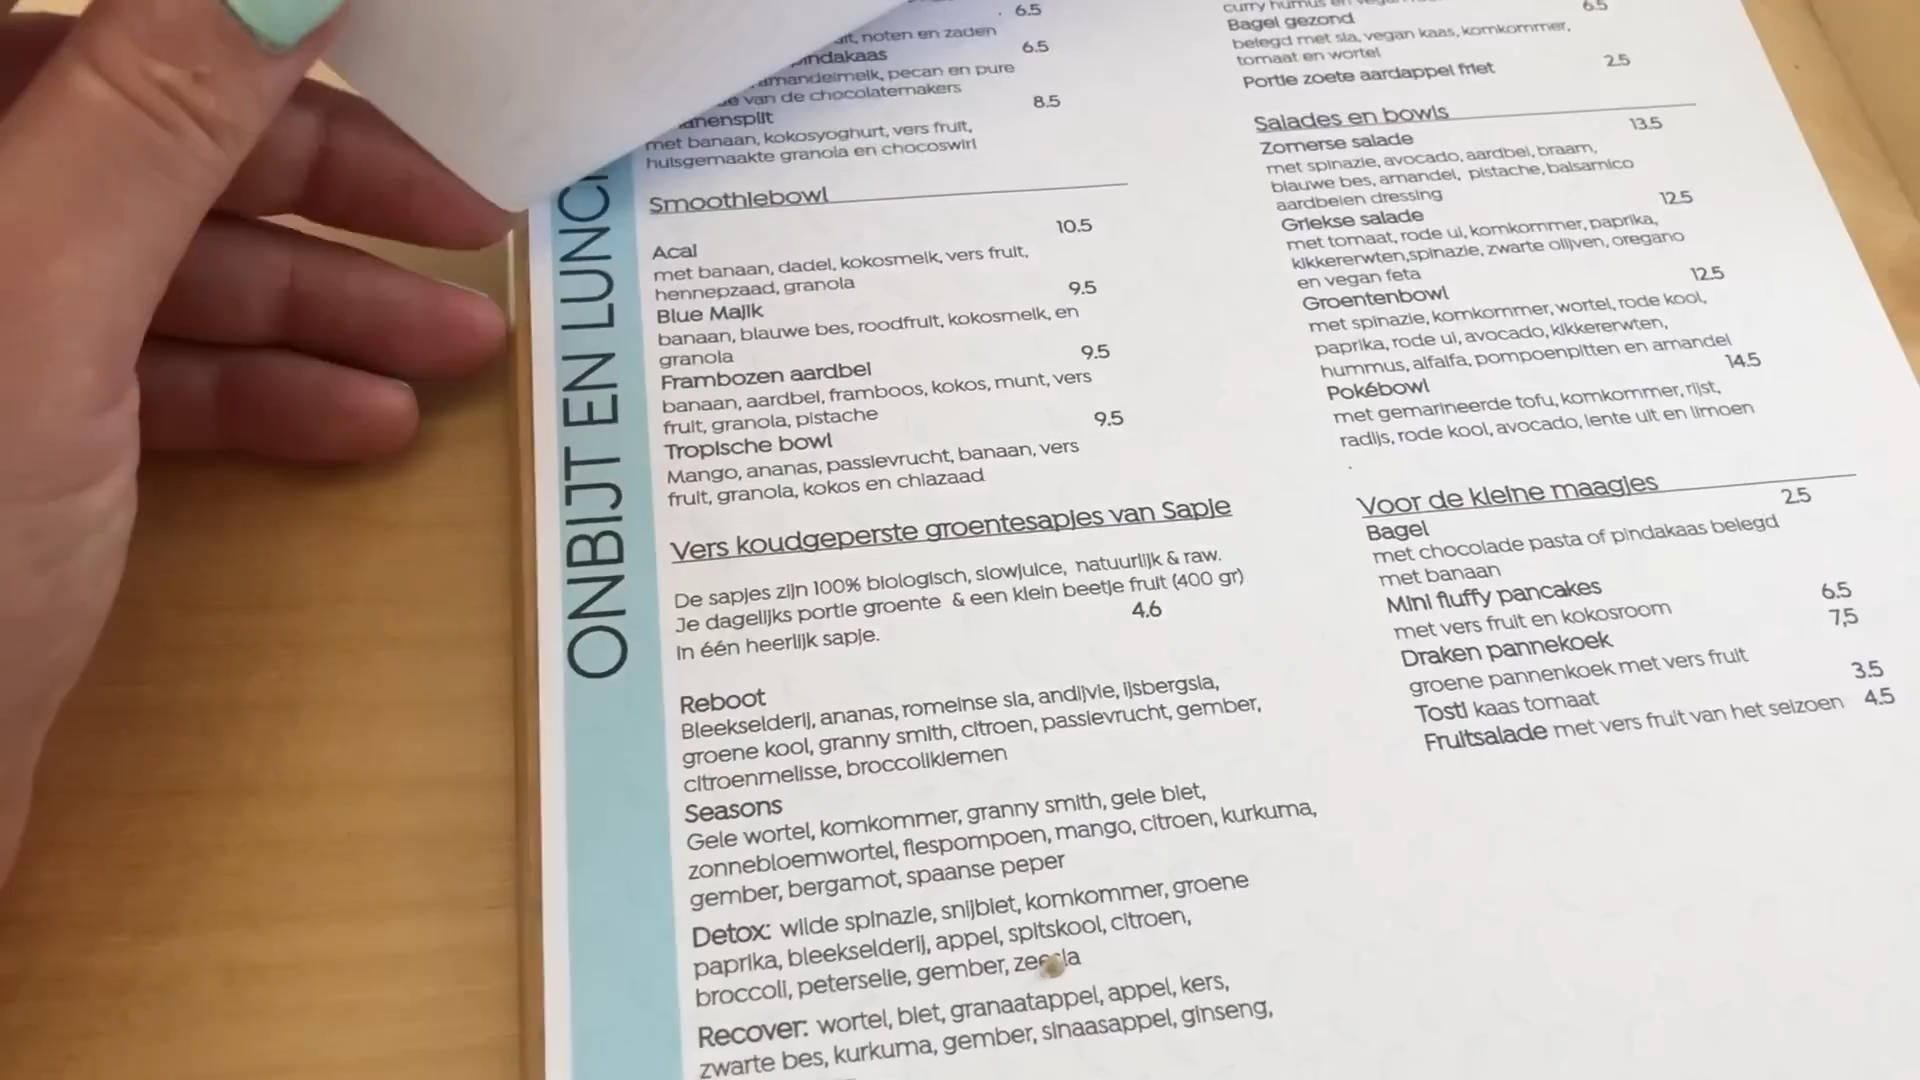 6.5
noten en zaden
6.5
amandelmelk, pecan en pure
van de chocolatemakers
8.5
met banaan, kokosyoghurt, vers fruit,
huisgemaakte granola en chocoswirl
Smoothiebowl
10.5
Acai
met banaan, dadel, kokosmelk, vers fruit,
hennepzaad, granola
9.5
Blue Majik
banaan, blauwe bes, roodfruit, kokosmelk, en
granola
9.5
Frambozen aardbei
banaan, aardbei, framboos, kokos, munt, vers
fruit, granola, pistache
9.5
Tropische bowl
Mango, ananas, passievrucht, banaan, vers
fruit, granola, kokos en chiazaad
Vers koudgeperste groentesapjes van Sapje
De sapjes zijn 100% biologisch, slowjuice, natuurlijk & raw.
Je dagelijks portie groente & een klein beetje fruit (400 gr)
4.6
In één heerlijk sapje.
Reboot
Bleekselderij, ananas, romeinse sla, andijvie, ijsbergsla,
groene kool, granny smith, citroen, passievrucht, gember,
citroenmelisse, broccolikiemen
Seasons
Gele wortel, komkommer, granny smith, gele biet,
zonnebloemwortel, flespompoen, mango, citroen, kurkuma,
gember, bergamot, spaanse peper
Detox: wilde spinazie, snijbiet, komkommer, groene
paprika, bleekselderij, appel, spitskool, citroen,
broccoli, peterselie, gember, zeesla
Recover: wortel, biet, granaatappel, appel, kers,
zwarte bes, kurkuma, gember, sinaasappel, ginseng,
ONBIJT EN LUNC
curry humus en
6.5
Bagel gezond
belegd met sla, vegan kaas, komkommer,
tomaat en wortel
2.5
Portie zoete aardappel friet
Salades en bowls
13.5
Zomerse salade
met spinazie, avocado, aardbei, braam,
blauwe bes, amandel, pistache, balsamico
aardbeien dressing
12.5
Griekse salade
met tomaat, rode ui, komkommer, paprika,
kikkererwten,spinazie, zwarte olijven, oregano
en vegan feta
12.5
Groentenbowl
met spinazie, komkommer, wortel, rode kool,
paprika, rode ui, avocado, kikkererwten,
hummus, alfalfa, pompoenpitten en amandel
14.5
Pokébowl
met gemarineerde tofu, komkommer, rijst,
radijs, rode kool, avocado, lente uit en limoen
Voor de kleine maagjes
2.5
Bagel
met chocolade pasta of pindakaas belegd
met banaan
Mini fluffy pancakes 6.5
met vers fruit en kokosroom
7,5
Draken pannekoek
groene pannenkoek met vers fruit
3.5
Tosti kaas tomaat
Fruitsalade met vers fruit van het seizoen 4.5